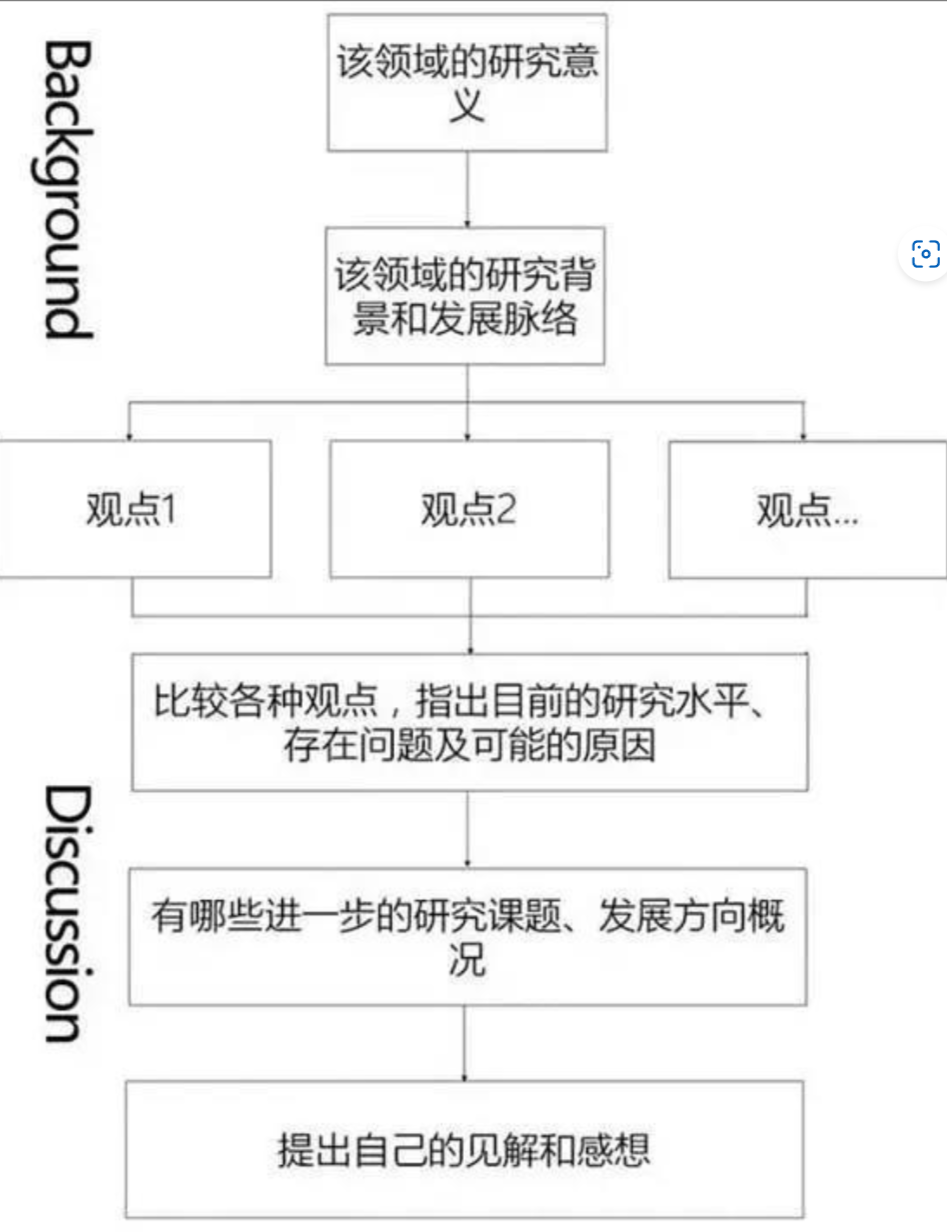 Background
该领域的研究意
义
该领域的研究背
景和发展脉络
观点1
观点2
观点...
比较各种观点，指出目前的研究水平、
存在问题及可能的原因
Discussion
有哪些进一步的研究课题、发展方向概
况
提出自己的见解和感想